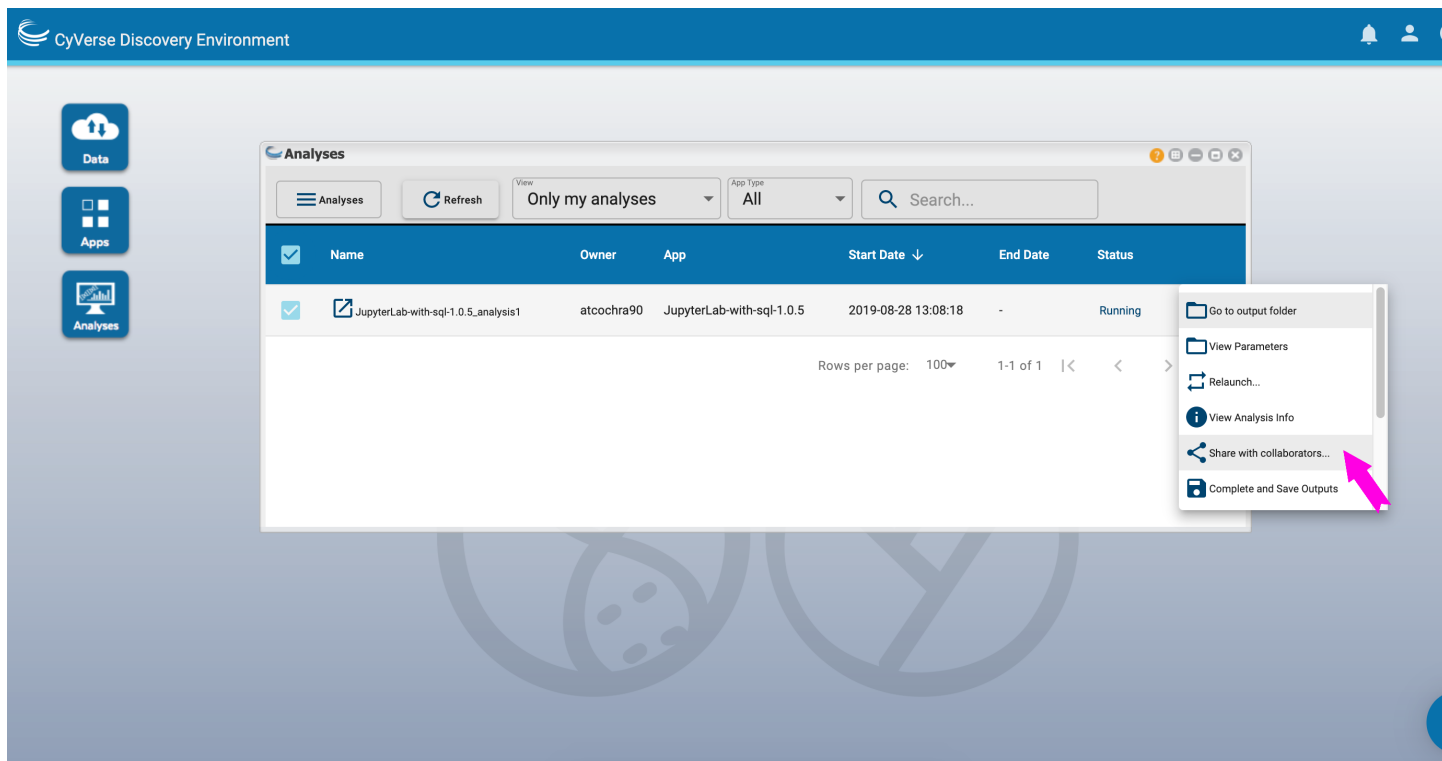 CyVerse Discovery Environment
Data
Apps
Analyses
Analyses
?
Analyses
Refresh
View
Only my analyses
App Type
All
Search...
Name Owner App Start Date End Date Status
JupyterLab-with-sql-1.0.5_analysis1 atcochra90 JupyterLab-with-sql-1.0.5 2019-08-28 13:08:18 - Running
Rows per page: 100 1-1 of 1
Go to output folder
View Parameters
Relaunch...
View Analysis Info
Share with collaborators...
Complete and Save Outputs